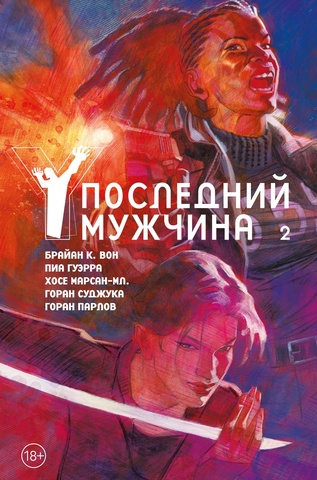 Y
ПОСЛЕДНИЙ
МУЖЧИНА 2
БРАЙАН К. ВОН
ПИА ГУЭРРА
ХОСЕ МАРСАН-МЛ.
ГОРАН СУДЖУКА
ГОРАН ПАРЛОВ
18+